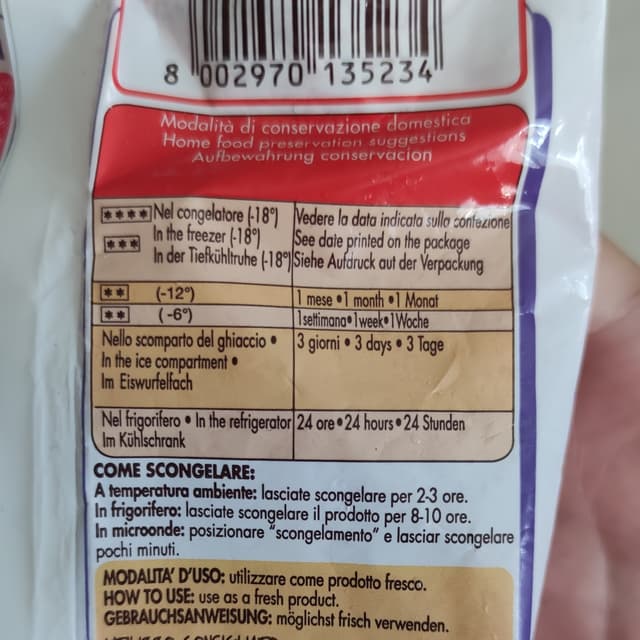 8 002970 135234
Modalità di conservazione domestica
Home food preservation suggestions
Aufbewahrung conservacion
**** Nel congelatore (-18°) Vedere la data indicata sulla confezione
*** In the freezer (-18°) See date printed on the package
In der Tiefkühltruhe (-18°) Siehe Aufdruck aut der Verpackung
** (-12°) 1 mese • 1 month • 1 Monat
** (-6°) 1 settimana • 1 week • 1 Woche
Nello scomparto del ghiaccio • 3 giorni • 3 days • 3 Tage
In the ice compartment •
Im Eiswurfelfach
Nel frigorifero • In the refrigerator 24 ore • 24 hours • 24 Stunden
Im Kühlschrank
COME SCONGELARE:
A temperatura ambiente: lasciate scongelare per 2-3 ore.
In frigorifero: lasciate scongelare il prodotto per 8-10 ore.
In microonde: posizionare "scongelamento" e lasciar scongelare
pochi minuti.
MODALITA' D'USO: utilizzare come prodotto fresco.
HOW TO USE: use as a fresh product.
GEBRAUCHSANWEISUNG: möglichst frisch verwenden.